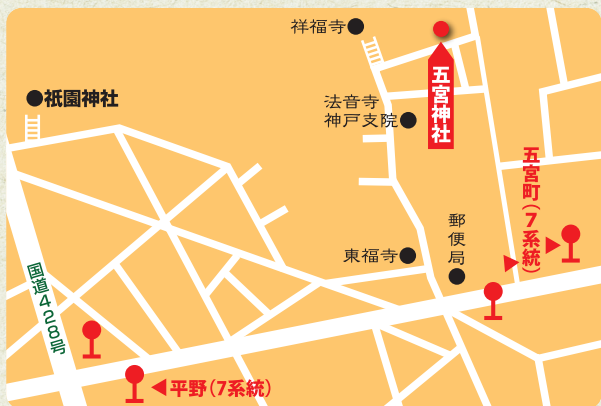 祥福寺
祇園神社
法音寺
神戸支院
五宮神社
五宮町(7系統)
郵便局
東福寺
国道428号
平野(7系統)